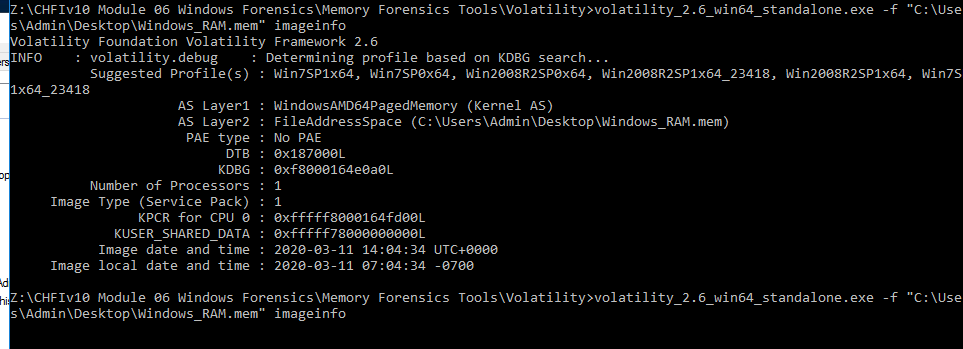 Z:\CHFIv10 Module 06 Windows Forensics\Memory Forensics Tools\Volatility>volatility_2.6_win64_standalone.exe -f "C:\Use
s\Admin\Desktop\Windows_RAM.mem" imageinfo
Volatility Foundation Volatility Framework 2.6
INFO    : volatility.debug    : Determining profile based on KDBG search...
Suggested Profile(s) : Win7SP1x64, Win7SP0x64, Win2008R2SP0x64, Win2008R2SP1x64_23418, Win2008R2SP1x64, Win7S
1x64_23418
AS Layer1 : WindowsAMD64PagedMemory (Kernel AS)
AS Layer2 : FileAddressSpace (C:\Users\Admin\Desktop\Windows_RAM.mem)
PAE type : No PAE
DTB : 0x187000L
KDBG : 0xf8000164e0a0L
Number of Processors : 1
Image Type (Service Pack) : 1
KPCR for CPU 0 : 0xfffff8000164fd00L
KUSER_SHARED_DATA : 0xfffff78000000000L
Image date and time : 2020-03-11 14:04:34 UTC+0000
Image local date and time : 2020-03-11 07:04:34 -0700
Z:\CHFIv10 Module 06 Windows Forensics\Memory Forensics Tools\Volatility>volatility_2.6_win64_standalone.exe -f "C:\Use
s\Admin\Desktop\Windows_RAM.mem" imageinfo